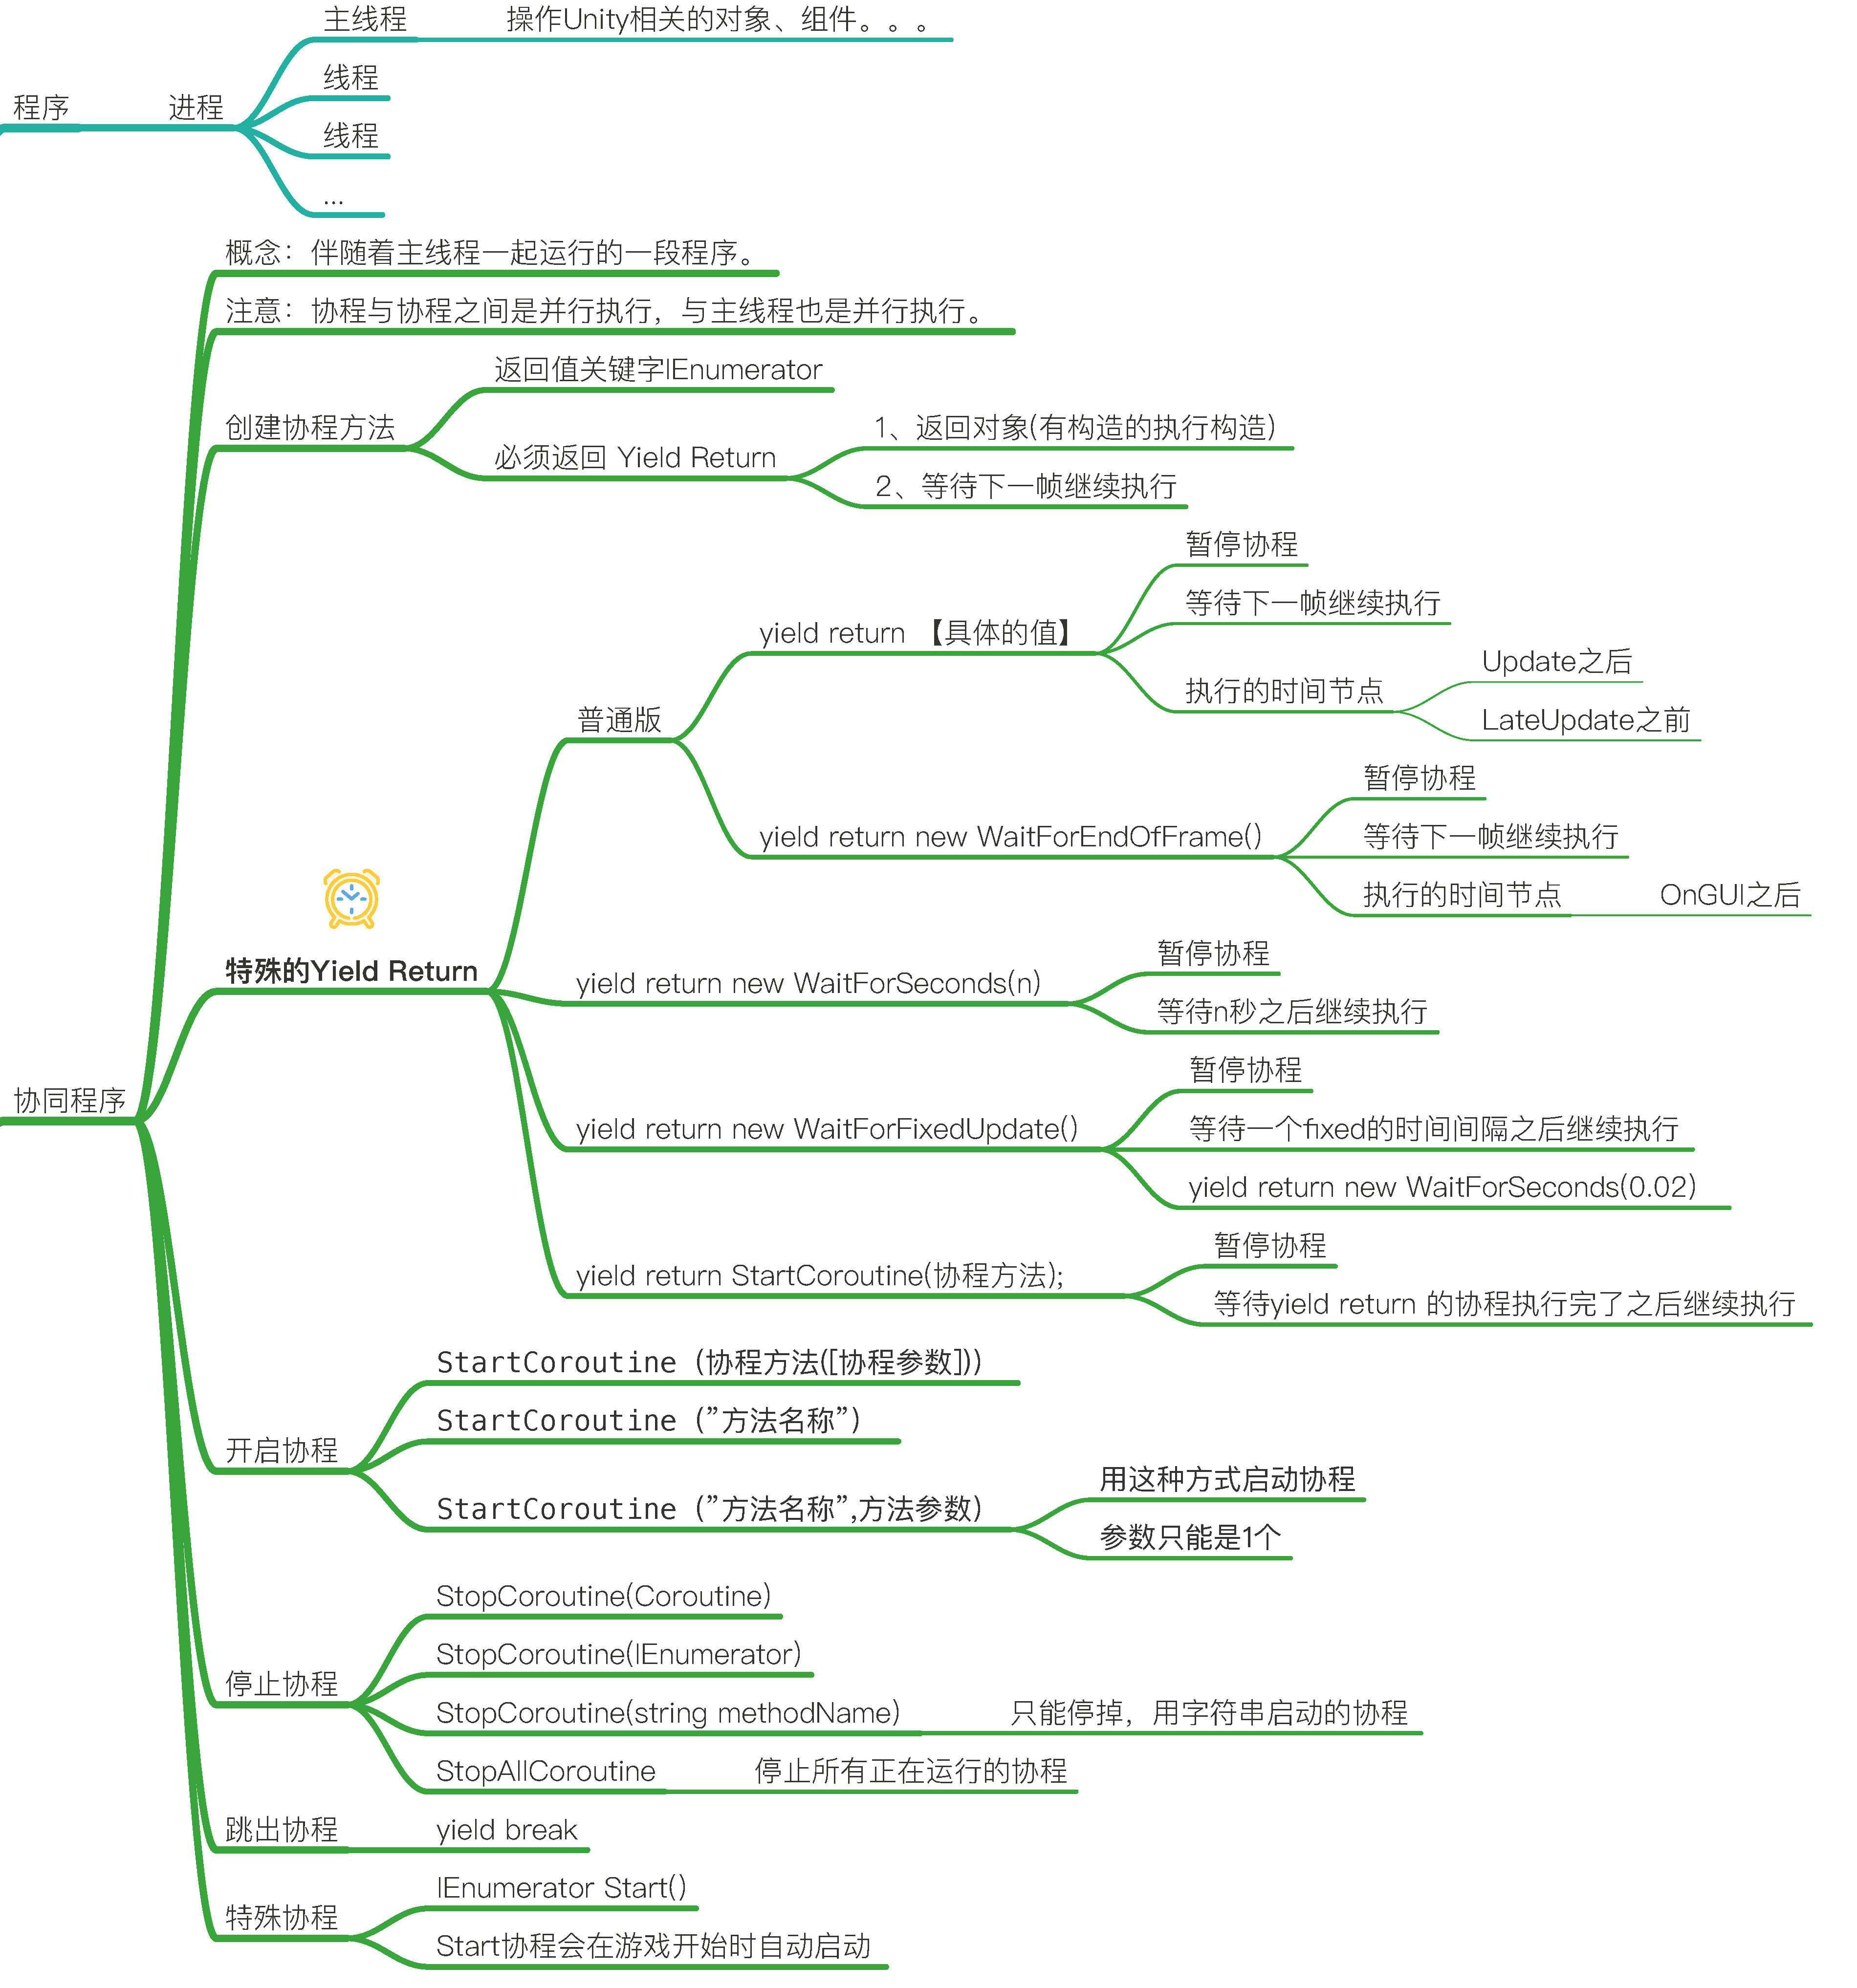 主线程
操作Unity相关的对象、组件。。。
线程
程序
进程
线程
...
概念：伴随着主线程一起运行的一段程序。
注意：协程与协程之间是并行执行，与主线程也是并行执行。
返回值关键字IEnumerator
创建协程方法
必须返回 Yield Return
1、返回对象(有构造的执行构造)
2、等待下一帧继续执行
暂停协程
等待下一帧继续执行
yield return 【具体的值】
执行的时间节点
Update之后
LateUpdate之前
普通版
暂停协程
yield return new WaitForEndOfFrame()
等待下一帧继续执行
执行的时间节点
OnGUI之后
特殊的Yield Return
暂停协程
yield return new WaitForSeconds(n)
等待n秒之后继续执行
暂停协程
协同程序
yield return new WaitForFixedUpdate()
等待一个fixed的时间间隔之后继续执行
yield return new WaitForSeconds(0.02)
暂停协程
yield return StartCoroutine(协程方法);
等待yield return 的协程执行完了之后继续执行
StartCoroutine (协程方法([协程参数]))
StartCoroutine (”方法名称”)
开启协程
StartCoroutine (”方法名称”,方法参数)
用这种方式启动协程
参数只能是1个
StopCoroutine(Coroutine)
StopCoroutine(IEnumerator)
停止协程
StopCoroutine(string methodName)
只能停掉，用字符串启动的协程
StopAllCoroutine
停止所有正在运行的协程
跳出协程
yield break
IEnumerator Start()
特殊协程
Start协程会在游戏开始时自动启动